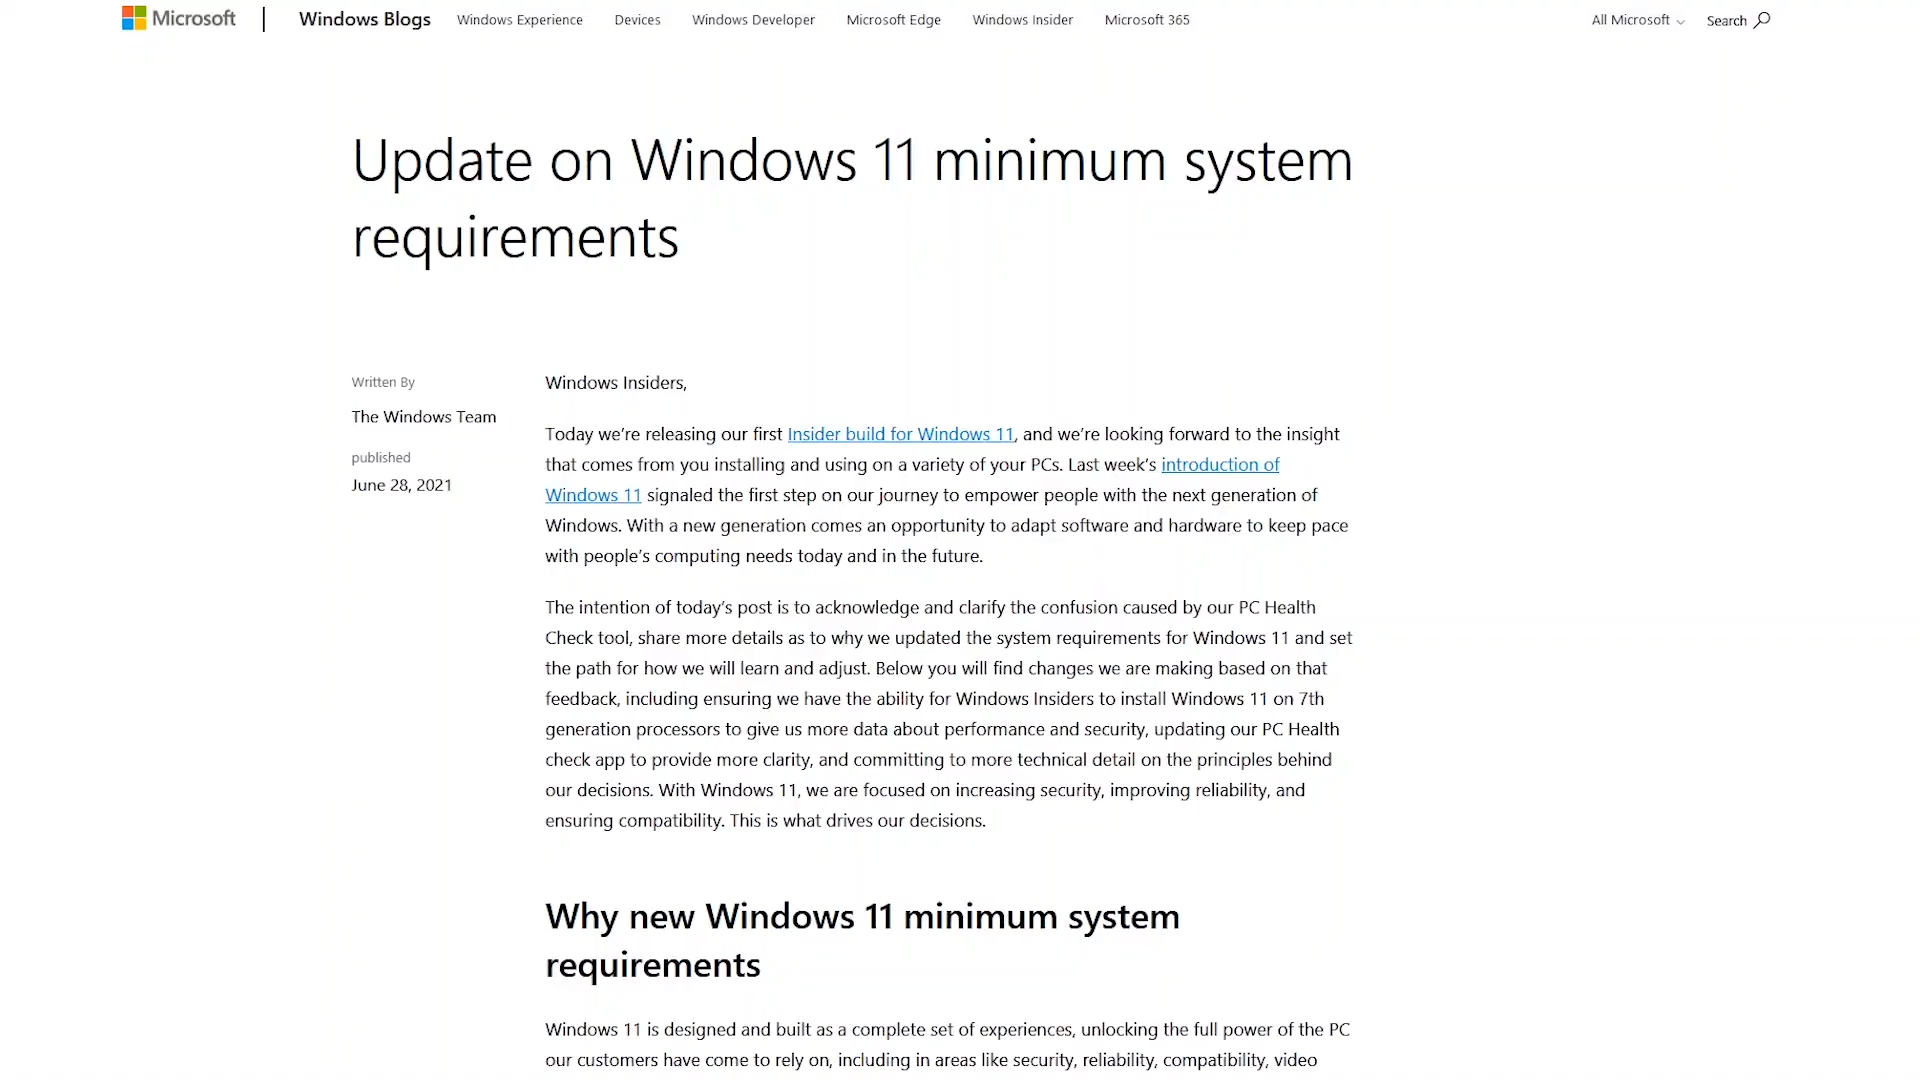 Microsoft
Windows Blogs
Windows Experience
Devices
Windows Developer
Microsoft Edge
Windows Insider
Microsoft 365
All Microsoft
Search
Update on Windows 11 minimum system
requirements
Written By
The Windows Team
published
June 28, 2021
Windows Insiders,
Today we're releasing our first Insider build for Windows 11, and we're looking forward to the insight
that comes from you installing and using on a variety of your PCs. Last week's introduction of
Windows 11 signaled the first step on our journey to empower people with the next generation of
Windows. With a new generation comes an opportunity to adapt software and hardware to keep pace
with people's computing needs today and in the future.
The intention of today's post is to acknowledge and clarify the confusion caused by our PC Health
Check tool, share more details as to why we updated the system requirements for Windows 11 and set
the path for how we will learn and adjust. Below you will find changes we are making based on that
feedback, including ensuring we have the ability for Windows Insiders to install Windows 11 on 7th
generation processors to give us more data about performance and security, updating our PC Health
check app to provide more clarity, and committing to more technical detail on the principles behind
our decisions. With Windows 11, we are focused on increasing security, improving reliability, and
ensuring compatibility. This is what drives our decisions.
Why new Windows 11 minimum system
requirements
Windows 11 is designed and built as a complete set of experiences, unlocking the full power of the PC
our customers have come to rely on, including in areas like security, reliability, compatibility, video